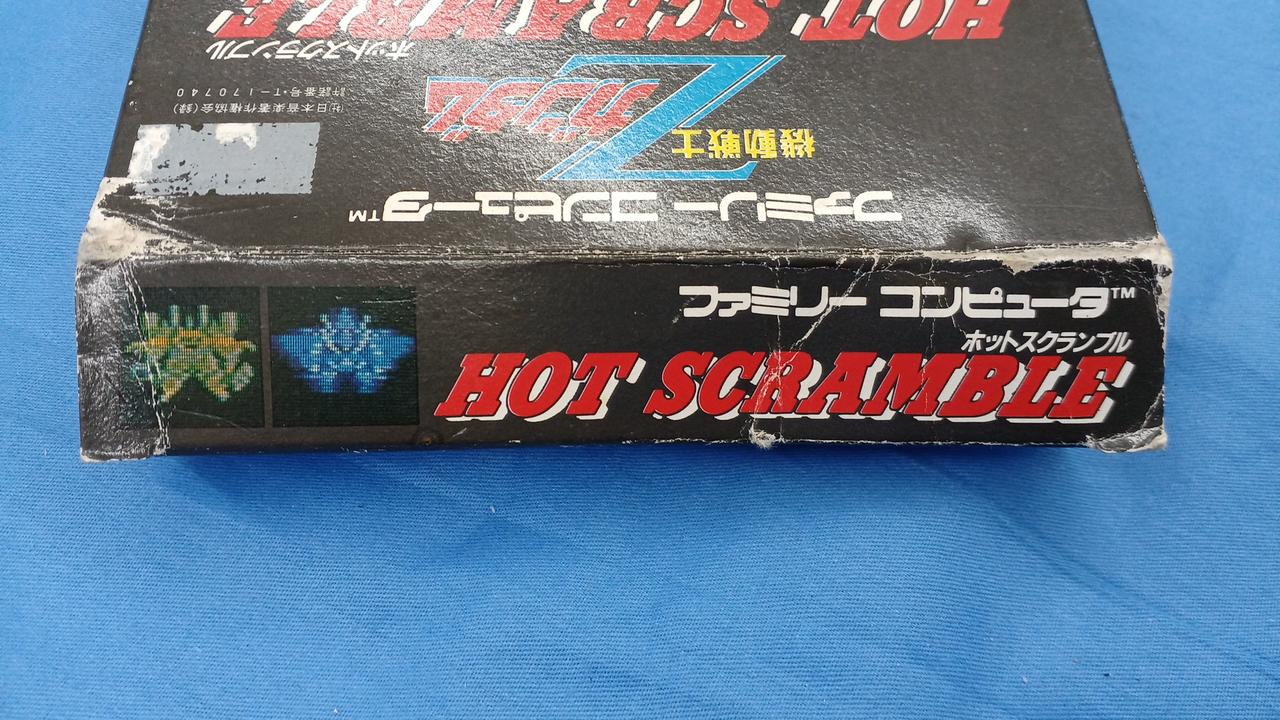 HOT SCRAMBLE
ホットスクランブル
許諾番号・T-170740
社日本音楽著作権協会(録)
Ζガンダム
機動戦士
ファミリー コンピュータ™
ファミリー コンピュータ™
ホットスクランブル
HOT SCRAMBLE